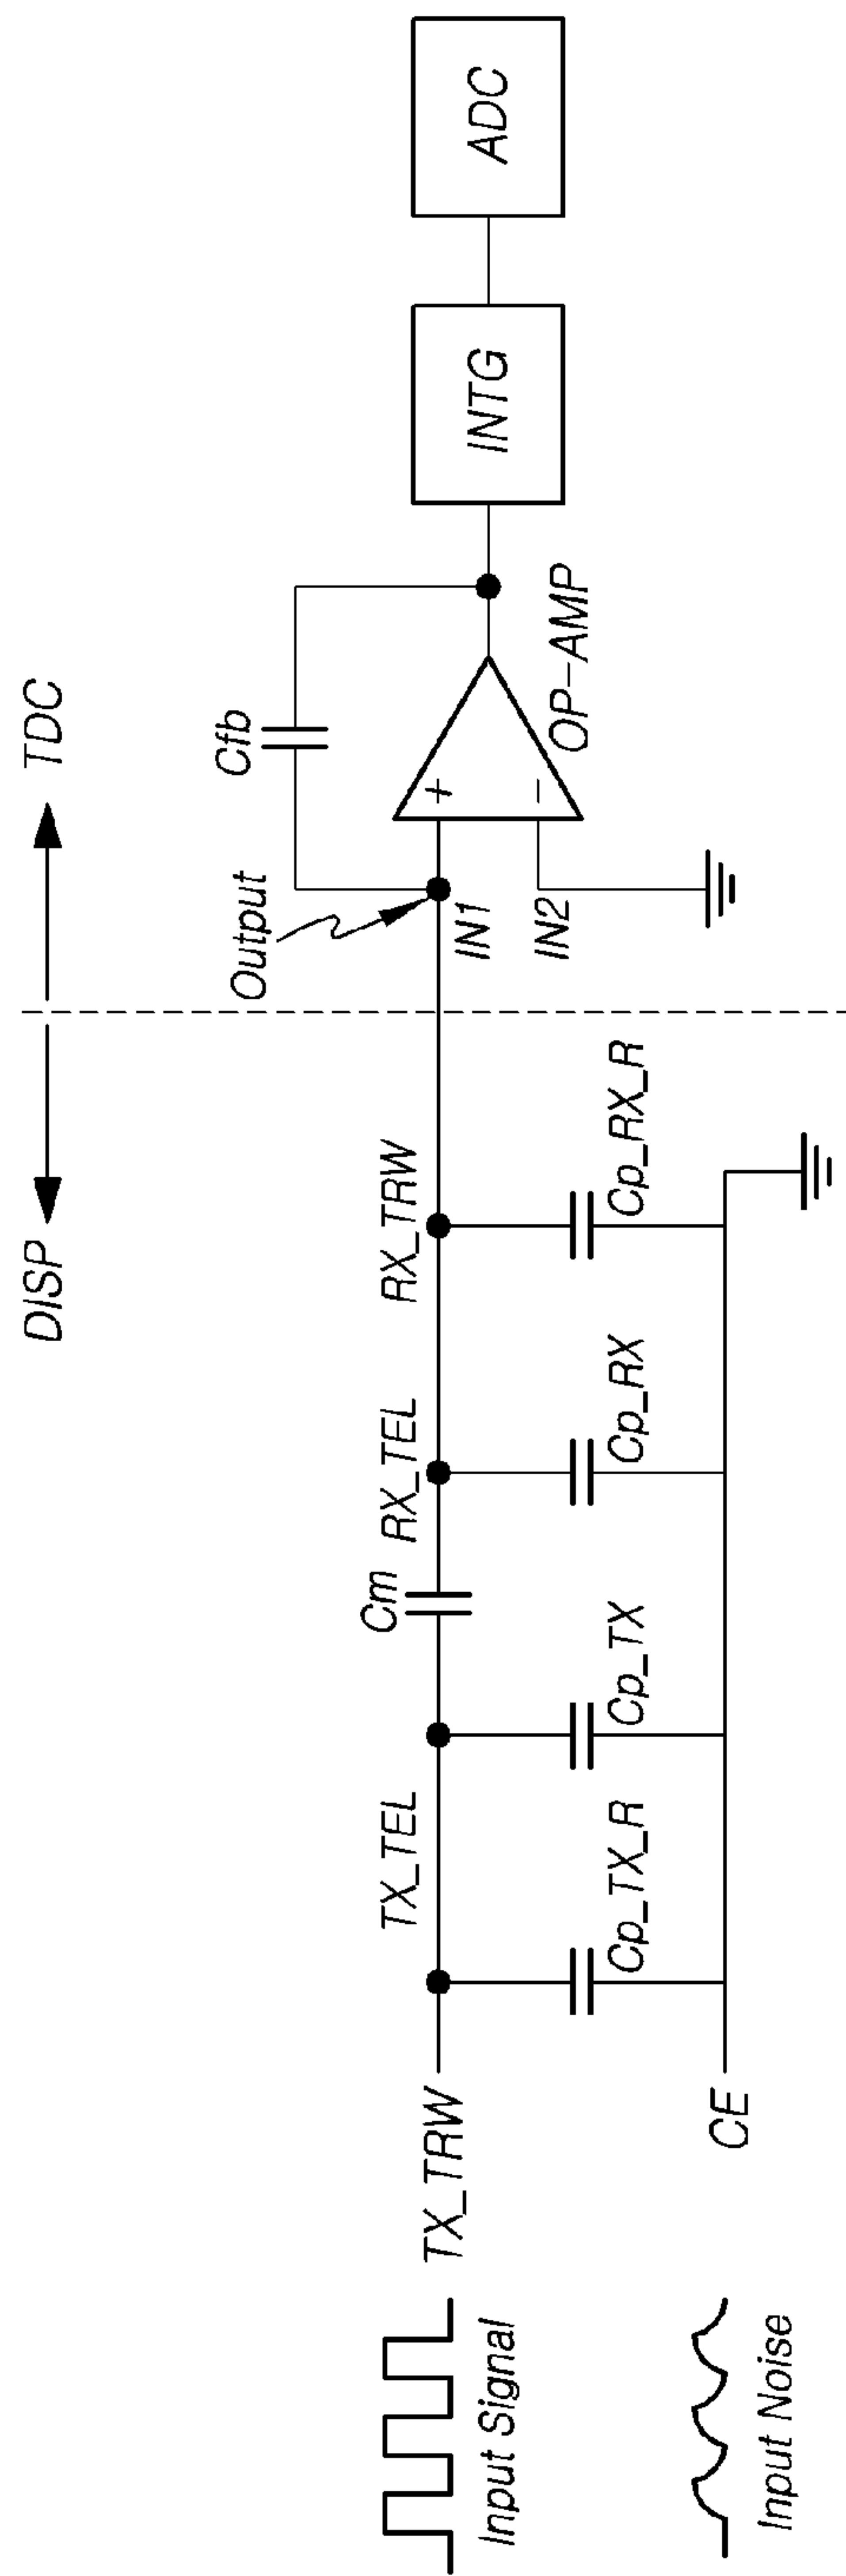 DISP
TDC
Output
Cfb
TX_TRW
TX_TEL
Cm
RX_TEL
RX_TRW
IN1
IN2
+
−
OP-AMP
INTG
ADC
Cp_TX_R
Cp_TX
Cp_RX
Cp_RX_R
CE
Input Signal
Input Noise